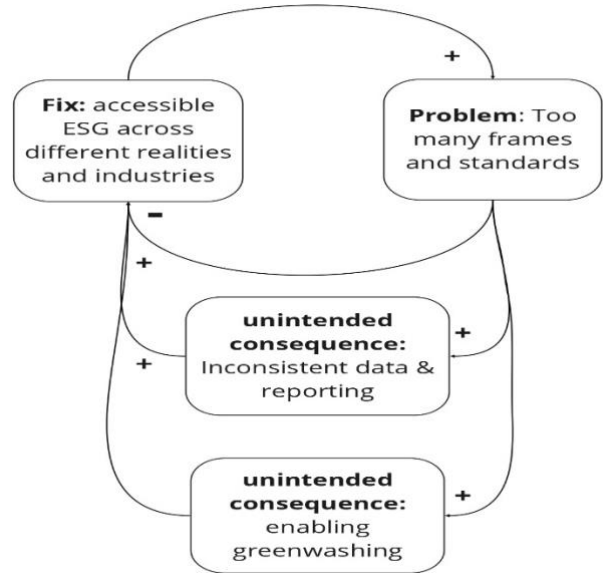 +
Fix: accessible
ESG across
different realities
and industries
Problem: Too
many frames
and standards
-
+
unintended
consequence:
Inconsistent data &
reporting
+
+
unintended
consequence:
enabling
greenwashing
+